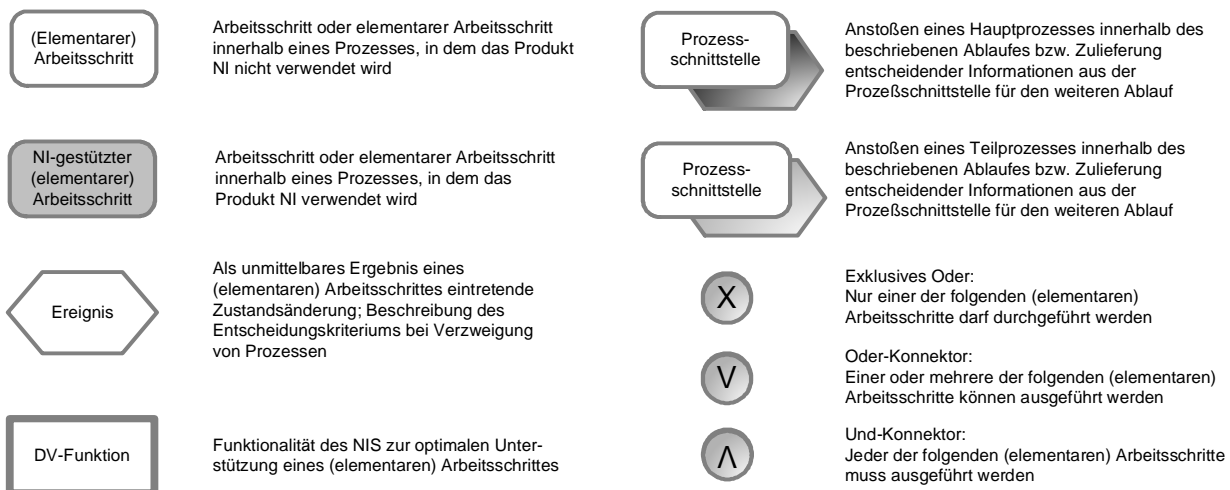 (Elementarer)
Arbeitsschritt
Arbeitsschritt oder elementarer Arbeitsschritt
innerhalb eines Prozesses, in dem das Produkt
NI nicht verwendet wird
NI-gestützter
(elementarer)
Arbeitsschritt
Arbeitsschritt oder elementarer Arbeitsschritt
innerhalb eines Prozesses, in dem das
Produkt NI verwendet wird
Ereignis
Als unmittelbares Ergebnis eines
(elementaren) Arbeitsschrittes eintretende
Zustandsänderung; Beschreibung des
Entscheidungskriteriums bei Verzweigung
von Prozessen
DV-Funktion
Funktionalität des NIS zur optimalen Unter-
stützung eines (elementaren) Arbeitsschrittes
Prozess-
schnittstelle
Anstoßen eines Hauptprozesses innerhalb des
beschriebenen Ablaufes bzw. Zulieferung
entscheidender Informationen aus der
Prozeßschnittstelle für den weiteren Ablauf
Prozess-
schnittstelle
Anstoßen eines Teilprozesses innerhalb des
beschriebenen Ablaufes bzw. Zulieferung
entscheidender Informationen aus der
Prozeßschnittstelle für den weiteren Ablauf
X
Exklusives Oder:
Nur einer der folgenden (elementaren)
Arbeitsschritte darf durchgeführt werden
V
Oder-Konnektor:
Einer oder mehrere der folgenden (elementaren)
Arbeitsschritte können ausgeführt werden
Λ
Und-Konnektor:
Jeder der folgenden (elementaren) Arbeitsschritte
muss ausgeführt werden